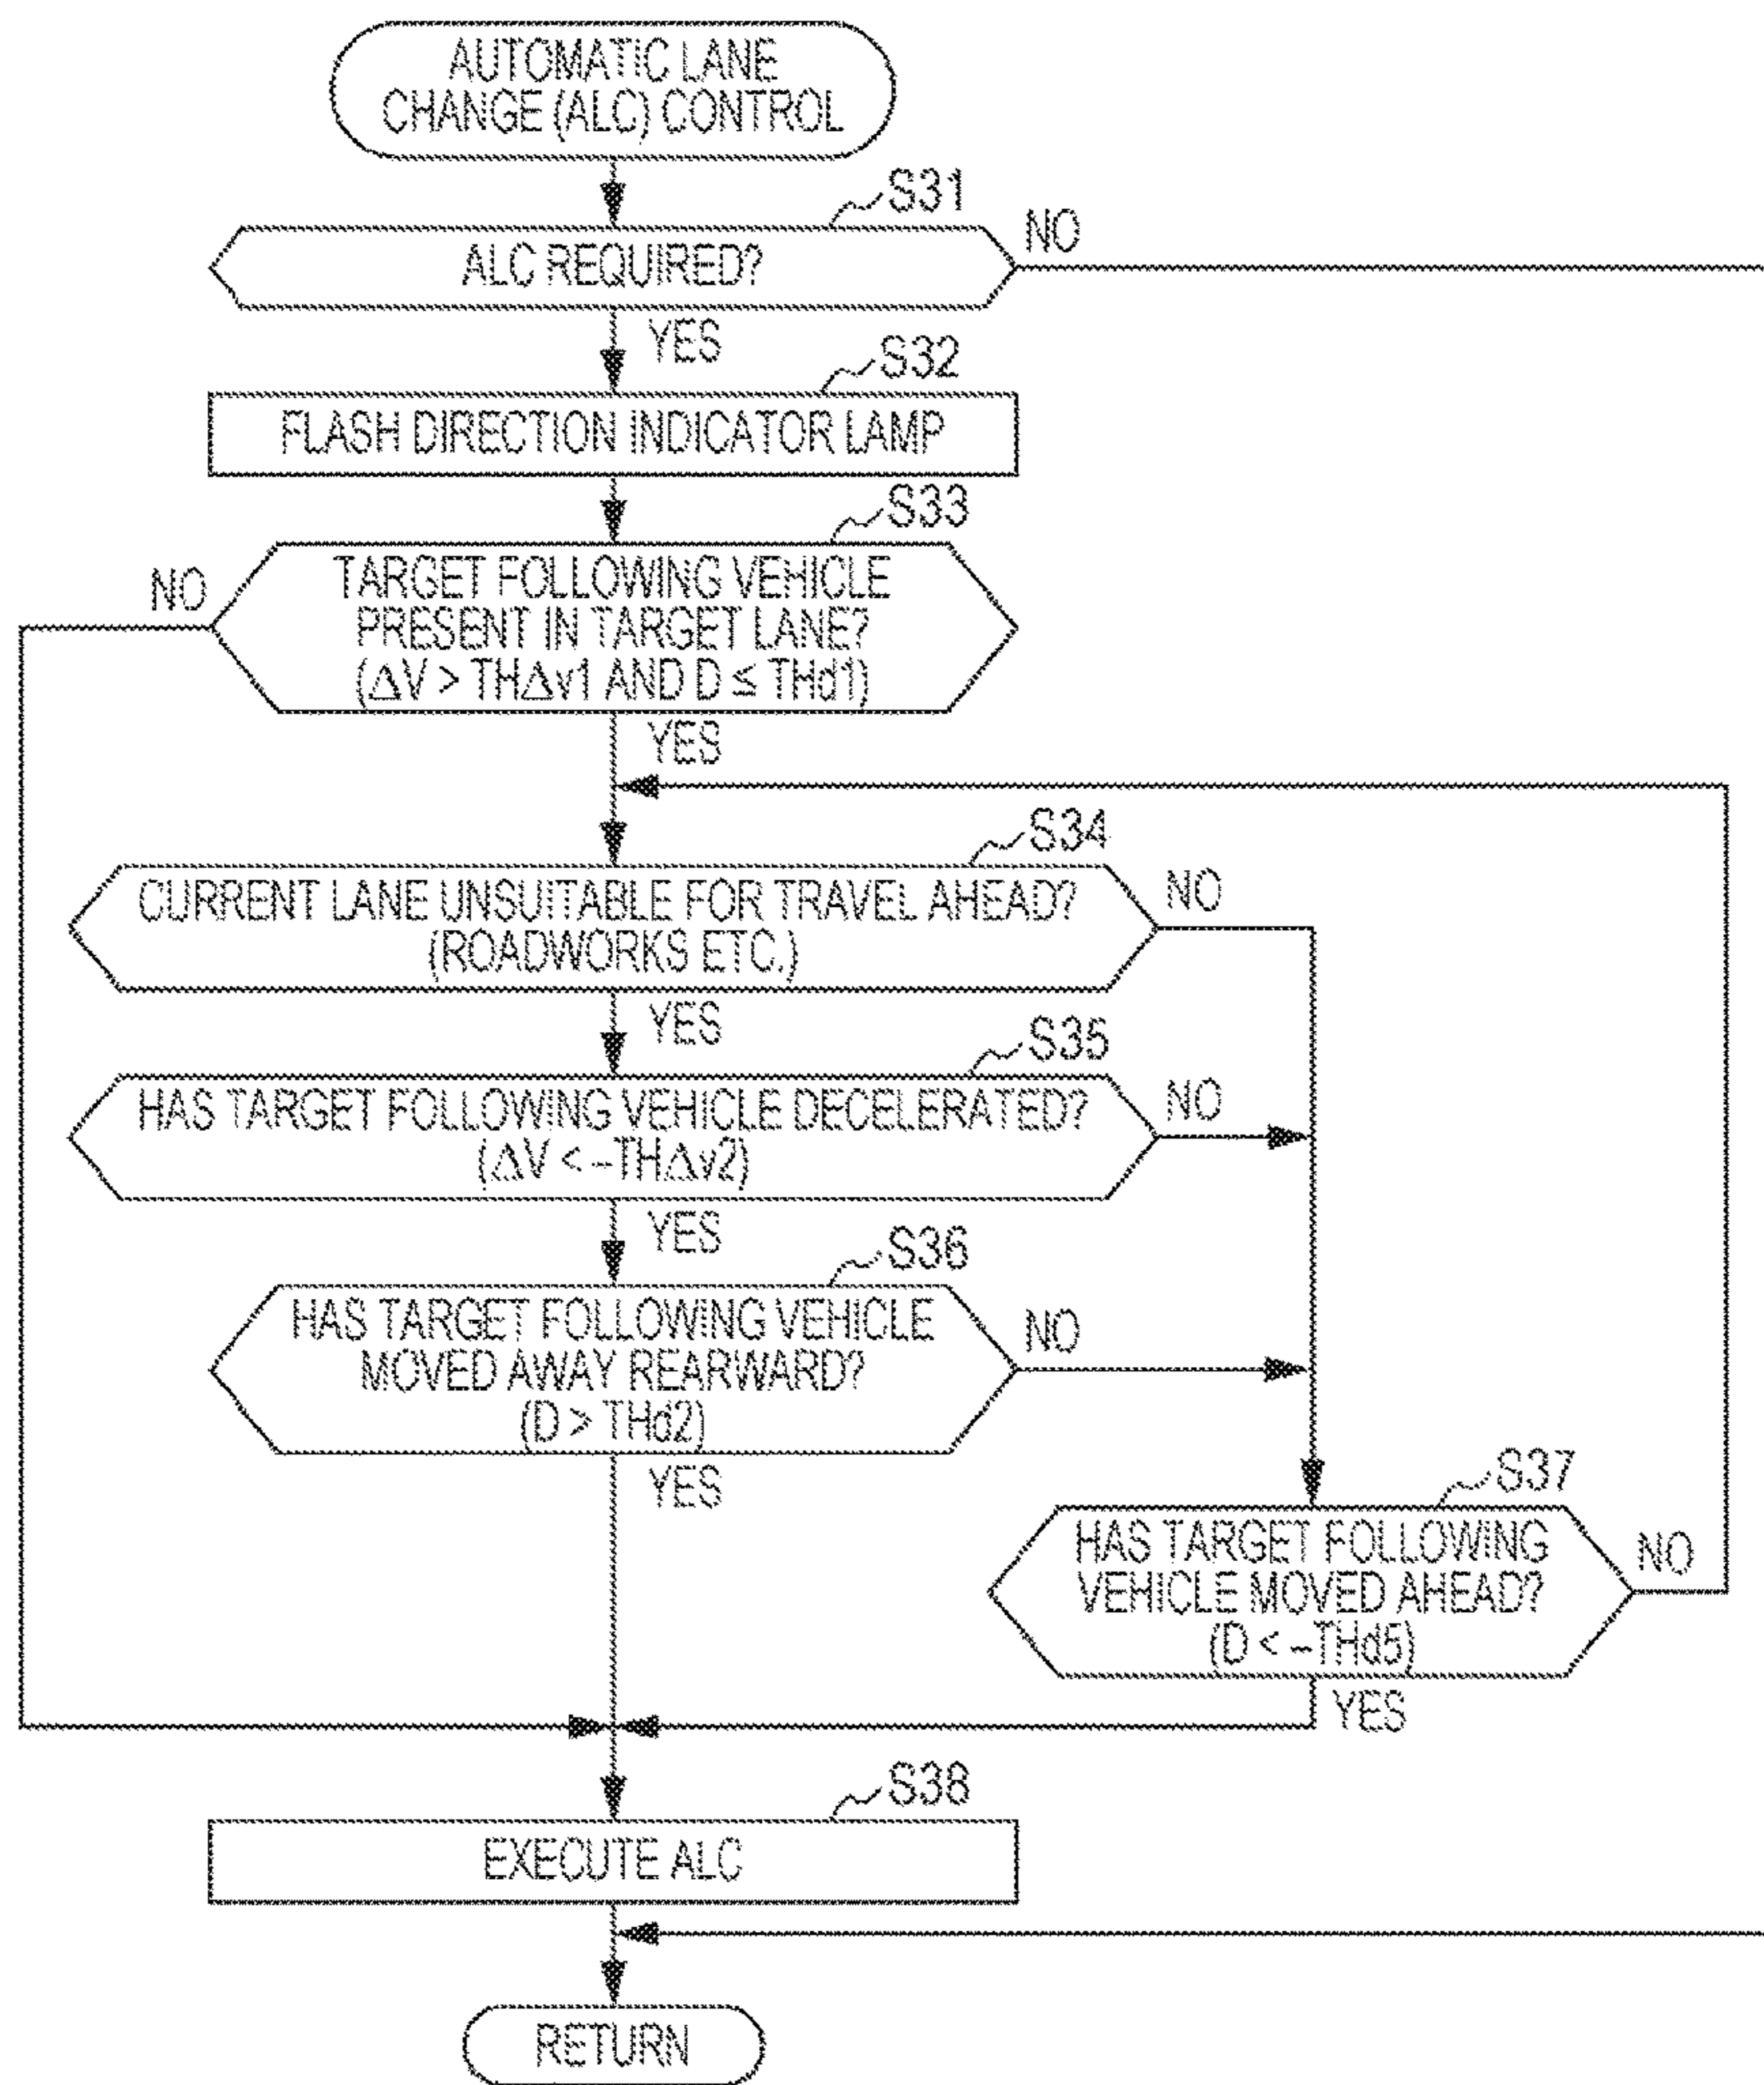 AUTOMATIC LANE
CHANGE (ALC) CONTROL
S31
ALC REQUIRED?
NO
YES
S32
FLASH DIRECTION INDICATOR LAMP
S33
NO
TARGET FOLLOWING VEHICLE
PRESENT IN TARGET LANE?
(ΔV > THΔv1 AND D ≤ THd1)
YES
S34
CURRENT LANE UNSUITABLE FOR TRAVEL AHEAD?
(ROADWORKS ETC.)
NO
YES
S35
HAS TARGET FOLLOWING VEHICLE DECELERATED?
(ΔV < –THΔv2)
NO
YES
S36
HAS TARGET FOLLOWING VEHICLE
MOVED AWAY REARWARD?
(D > THd2)
NO
YES
S37
HAS TARGET FOLLOWING
VEHICLE MOVED AHEAD?
(D < –THd5)
NO
YES
S38
EXECUTE ALC
RETURN